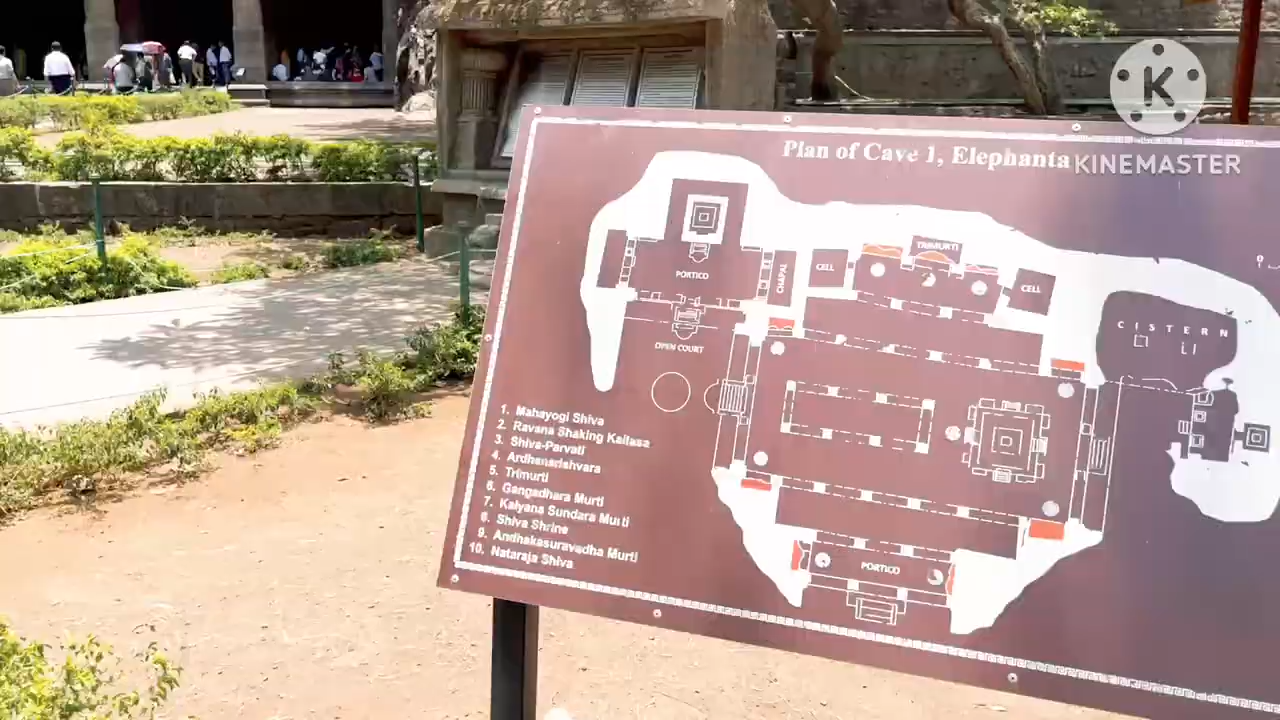 K
KINEMASTER
Plan of Cave 1, Elephanta
TRIMURTI
CELL
CHAPAL
PORTICO
CELL
CISTERN
OPEN COURT
1. Mahayogi Shiva
2. Ravana Shaking Kailasa
3. Shiva-Parvati
4. Ardhanarishvara
5. Trimurti
6. Gangadhara Murti
7. Kalyana Sundara Murti
8. Shiva Shrine
9. Andhakasuravadha Murti
10. Nataraja Shiva
PORTICO